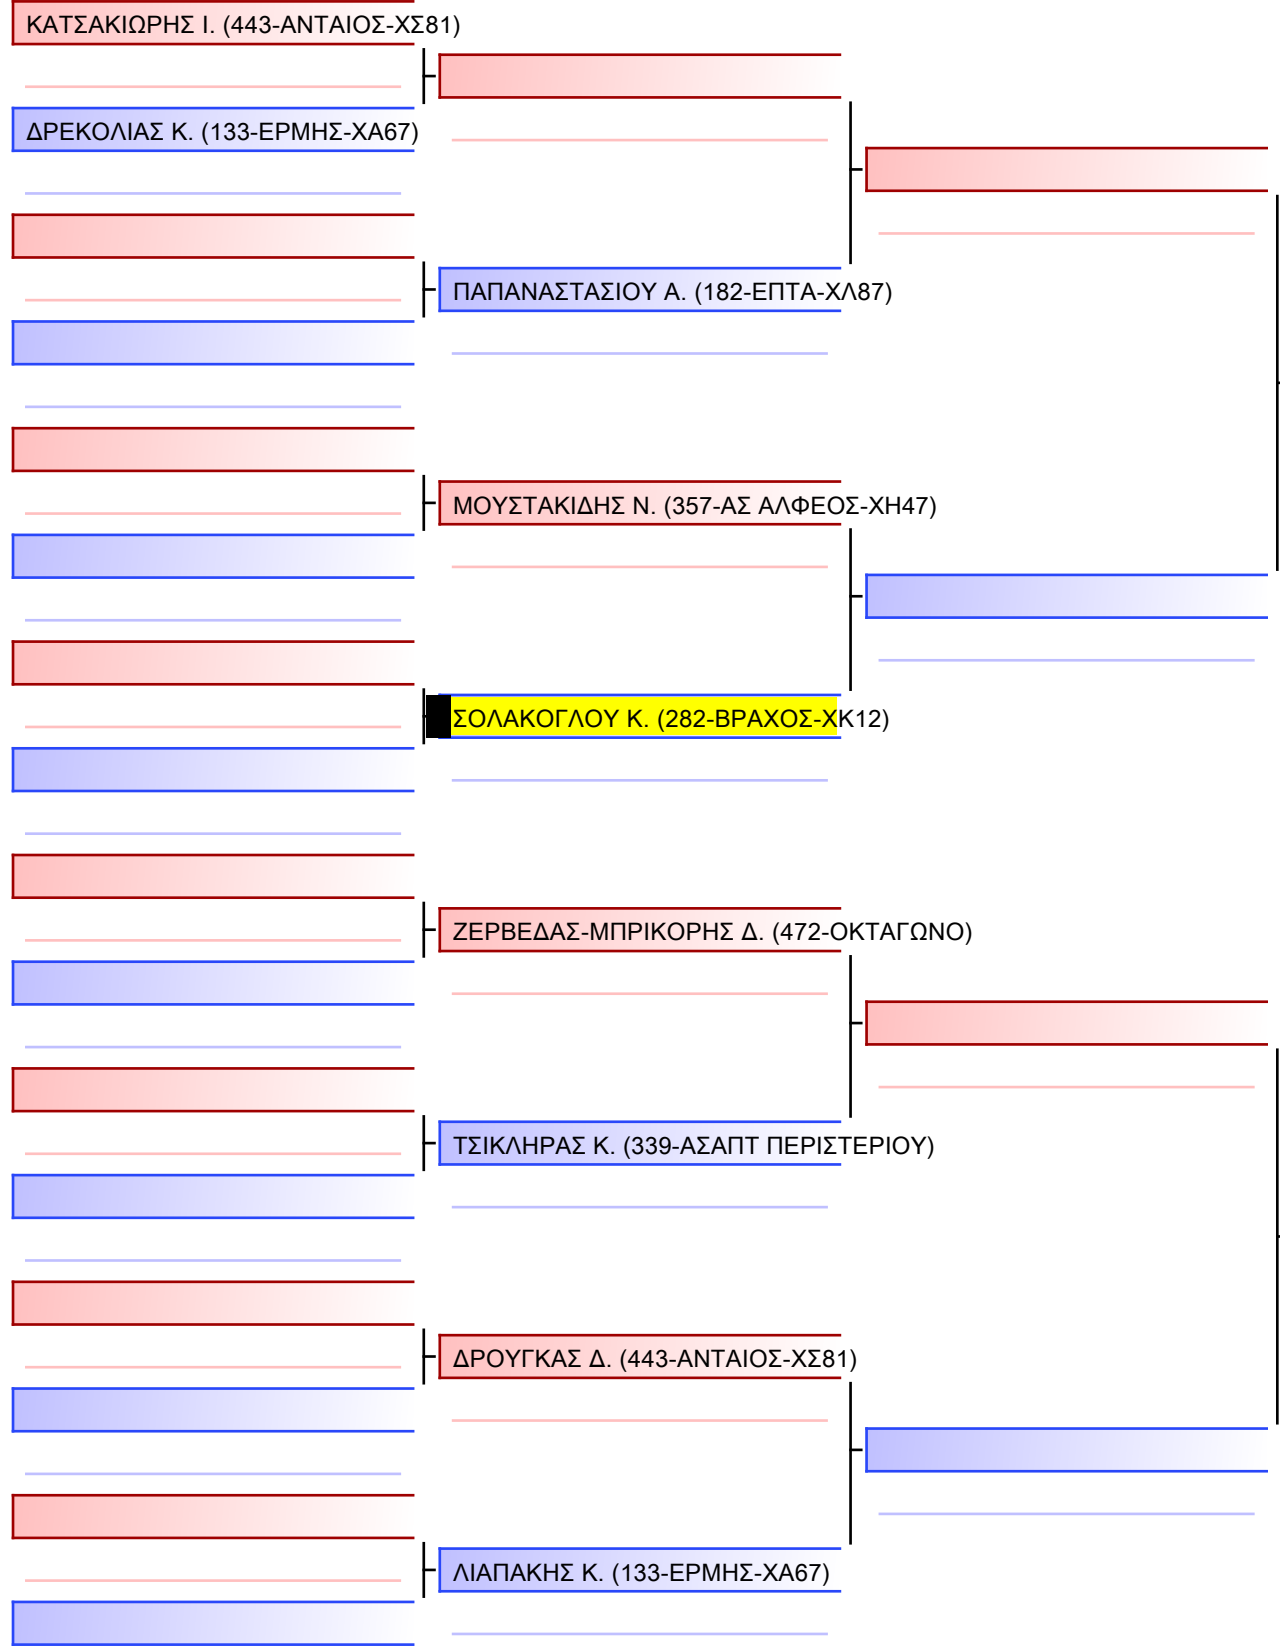 ΚΑΤΣΑΚΙΩΡΗΣ Ι. (443-ΑΝΤΑΙΟΣ-ΧΣ81)
ΔΡΕΚΟΛΙΑΣ Κ. (133-ΕΡΜΗΣ-ΧΑ67)
ΠΑΠΑΝΑΣΤΑΣΙΟΥ Α. (182-ΕΠΤΑ-ΧΛ87)
ΜΟΥΣΤΑΚΙΔΗΣ Ν. (357-ΑΣ ΑΛΦΕΟΣ-ΧΗ47)
ΣΟΛΑΚΟΓΛΟΥ Κ. (282-ΒΡΑΧΟΣ-ΧΚ12)
ΖΕΡΒΕΔΑΣ-ΜΠΡΙΚΟΡΗΣ Δ. (472-ΟΚΤΑΓΩΝΟ)
ΤΣΙΚΛΗΡΑΣ Κ. (339-ΑΣΑΠΤ ΠΕΡΙΣΤΕΡΙΟΥ)
ΔΡΟΥΓΚΑΣ Δ. (443-ΑΝΤΑΙΟΣ-ΧΣ81)
ΛΙΑΠΑΚΗΣ Κ. (133-ΕΡΜΗΣ-ΧΑ67)